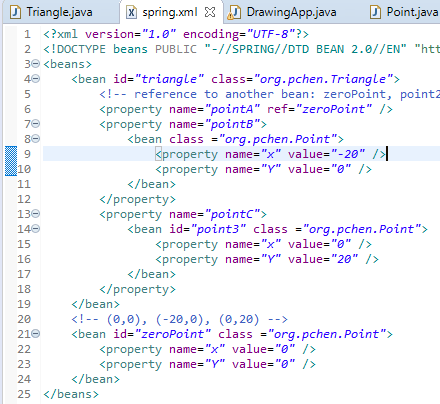 Triangle.java spring.xml DrawingApp.java Point.java
1 <?xml version="1.0" encoding="UTF-8"?>
2 <!DOCTYPE beans PUBLIC "-//SPRING//DTD BEAN 2.0//EN" "htt
3 <beans>
4 <bean id="triangle" class="org.pchen.Triangle">
5 <!-- reference to another bean: zeroPoint, point2
6 <property name="pointA" ref="zeroPoint" />
7 <property name="pointB">
8 <bean class ="org.pchen.Point">
9 <property name="x" value="-20" />
10 <property name="Y" value="0" />
11 </bean>
12 </property>
13 <property name="pointC">
14 <bean id="point3" class ="org.pchen.Point">
15 <property name="x" value="0" />
16 <property name="Y" value="20" />
17 </bean>
18 </property>
19 </bean>
20 <!-- (0,0), (-20,0), (0,20) -->
21 <bean id="zeroPoint" class ="org.pchen.Point">
22 <property name="x" value="0" />
23 <property name="Y" value="0" />
24 </bean>
25 </beans>